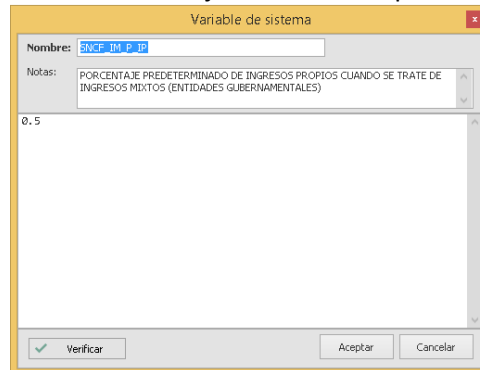 Variable de sistema
x
Nombre: SNCF_IM_P_IP
Notas: PORCENTAJE PREDETERMINADO DE INGRESOS PROPIOS CUANDO SE TRATE DE
INGRESOS MIXTOS (ENTIDADES GUBERNAMENTALES)
0.5
Verificar Aceptar Cancelar